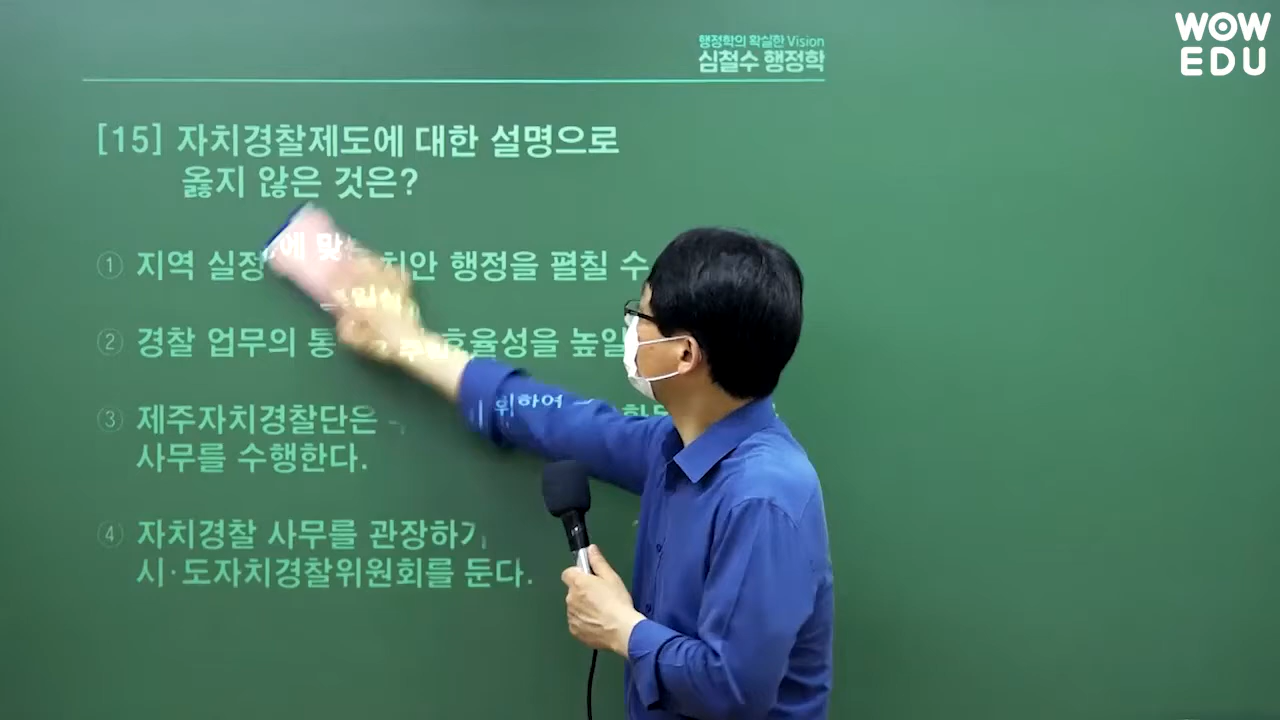 WOW
EDU
행정학의 확실한 Vision
심철수 행정학
[15] 자치경찰제도에 대한 설명으로
옳지 않은 것은?
① 지역 실정에 맞는 치안 행정을 펼칠 수
② 경찰 업무의 효율성을 높일
③ 제주자치경찰단은
사무를 수행한다.
④ 자치경찰 사무를 관장하기 위하여
시·도자치경찰위원회를 둔다.